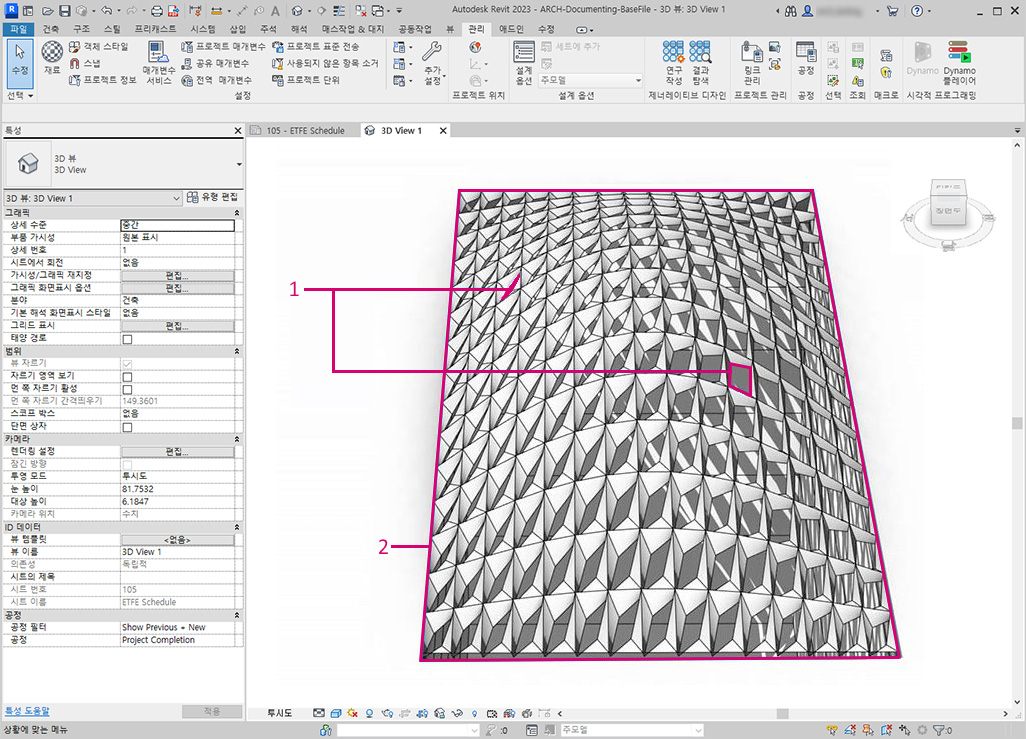 Autodesk Revit 2023 - ARCH-Documenting-BaseFile - 3D 뷰: 3D View 1
파일 건축 구조 스틸 프리캐스트 시스템 삽입 주석 해석 매스작업 & 대지 공동작업 뷰 관리 애드인 수정
수정
재료
객체 스타일
스냅
프로젝트 정보
매개변수
서비스
프로젝트 매개변수
공유 매개변수
전역 매개변수
프로젝트 표준 전송
사용되지 않은 항목 소거
프로젝트 단위
추가
설정
설계
옵션
세트에 추가
주모델
연구
작성
결과
탐색
링크
관리
공정
Dynamo
Dynamo
플레이어
선택 설정 프로젝트 위치 설계 옵션 제너레이티브 디자인 프로젝트 관리 공정 선택 조회 매크로 시각적 프로그래밍
특성
105 - ETFE Schedule
3D View 1
3D 뷰
3D View
3D 뷰: 3D View 1
유형 편집
그래픽
상세 수준 중간
부품 가시성 원본 표시
상세 번호 1
시트에서 회전 없음
가시성/그래픽 재지정 편집...
그래픽 화면표시 옵션 편집...
분야 건축
기본 해석 화면표시 스타일 없음
그리드 표시 편집...
태양 경로
범위
뷰 자르기
자르기 영역 보기
먼 쪽 자르기 활성
먼 쪽 자르기 간격띄우기 149.3601
스코프 박스 없음
단면 상자
카메라
렌더링 설정 편집...
잠긴 방향
투영 모드 투시도
눈 높이 81.7532
대상 높이 6.1847
카메라 위치 수치
ID 데이터
뷰 템플릿 <없음>
뷰 이름 3D View 1
의존성 독립적
시트의 제목
시트 번호 105
시트 이름 ETFE Schedule
공정
공정 필터 Show Previous + New
공정 Project Completion
1
2
특성 도움말
적용
투시도
상황에 맞는 메뉴
:0
주모델
:0